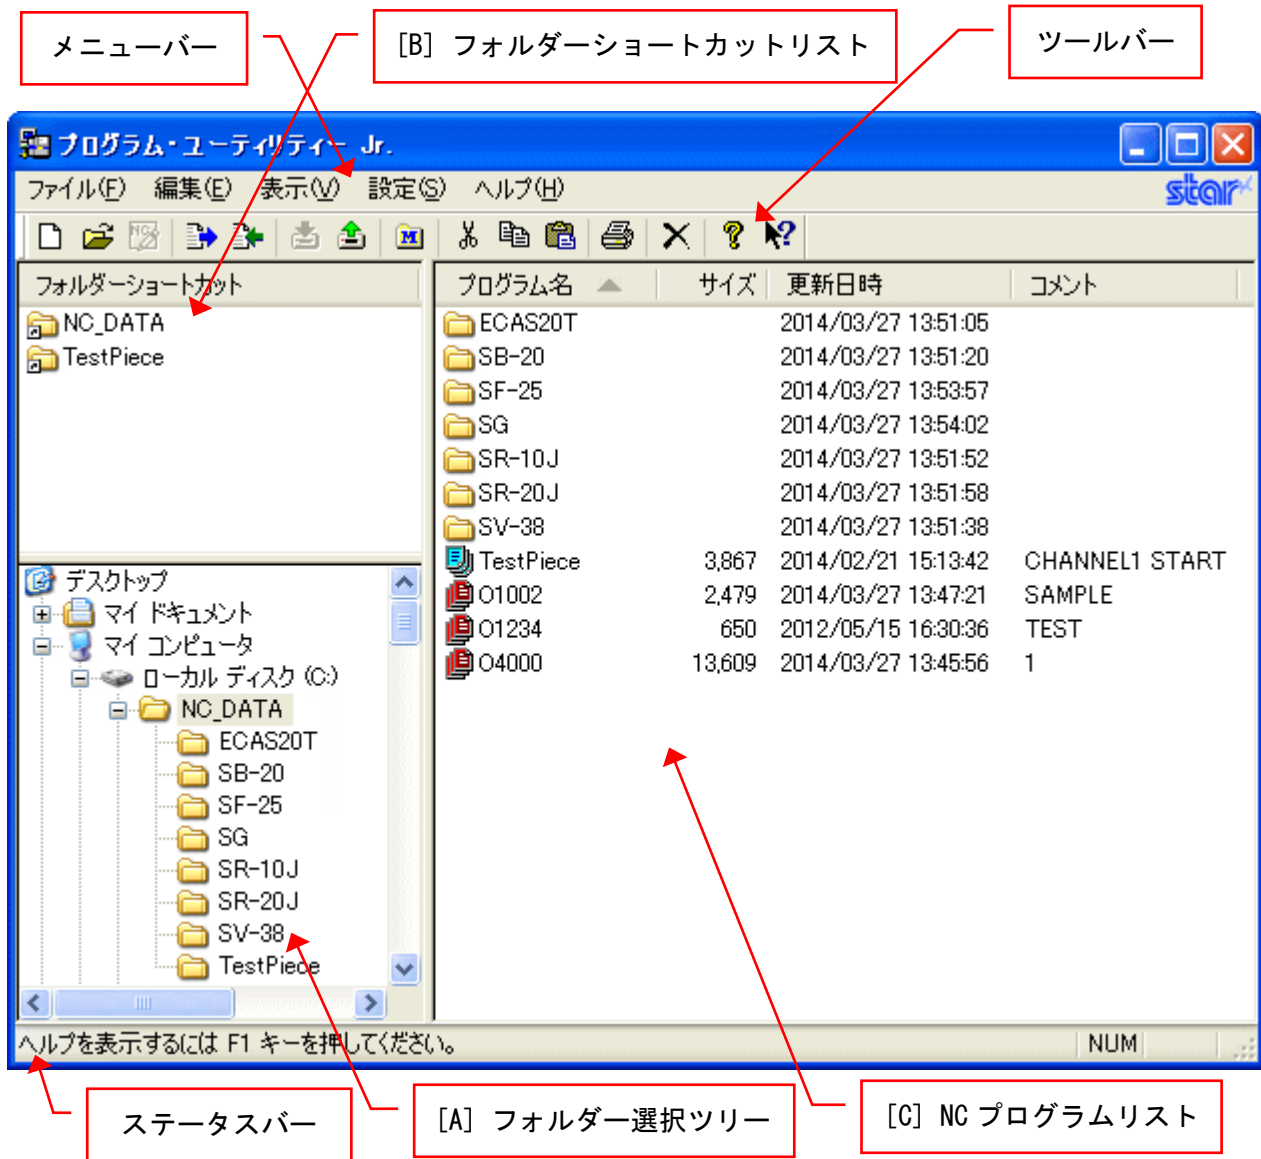 メニューバー
[B] フォルダーショートカットリスト
ツールバー
プログラム・ユーティリティー Jr.
ファイル(F) 編集(E) 表示(V) 設定(S) ヘルプ(H)
star
フォルダーショートカット
NC_DATA
TestPiece
プログラム名 サイズ 更新日時 コメント
ECAS20T 2014/03/27 13:51:05
SB-20 2014/03/27 13:51:20
SF-25 2014/03/27 13:53:57
SG 2014/03/27 13:54:02
SR-10J 2014/03/27 13:51:52
SR-20J 2014/03/27 13:51:58
SV-38 2014/03/27 13:51:38
TestPiece 3,867 2014/02/21 15:13:42 CHANNEL1 START
O1002 2,479 2014/03/27 13:47:21 SAMPLE
O1234 650 2012/05/15 16:30:36 TEST
O4000 13,609 2014/03/27 13:45:56 1
デスクトップ
マイ ドキュメント
マイ コンピュータ
ローカル ディスク (C:)
NC_DATA
ECAS20T
SB-20
SF-25
SG
SR-10J
SR-20J
SV-38
TestPiece
ヘルプを表示するには F1 キーを押してください。
NUM
ステータスバー
[A] フォルダー選択ツリー
[C] NC プログラムリスト